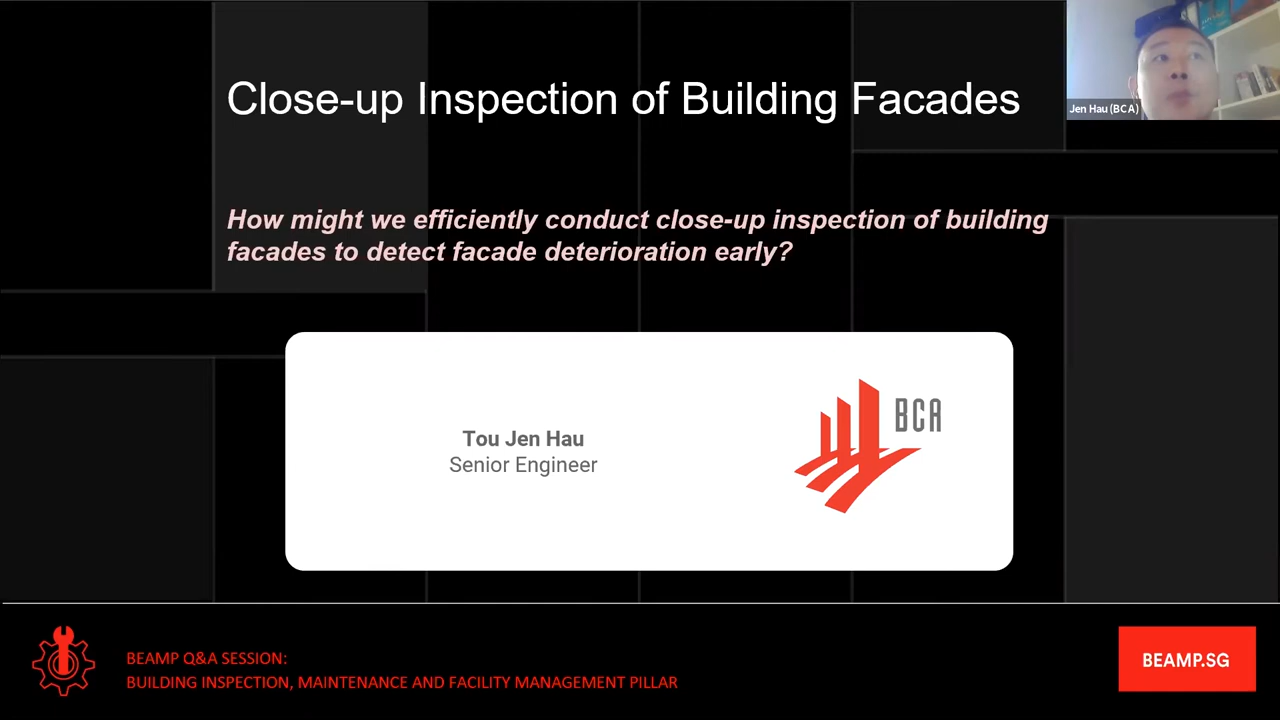 Close-up Inspection of Building Facades
Jen Hau (BCA)
How might we efficiently conduct close-up inspection of building
facades to detect facade deterioration early?
Tou Jen Hau
Senior Engineer
BCA
BEAMP Q&A SESSION:
BUILDING INSPECTION, MAINTENANCE AND FACILITY MANAGEMENT PILLAR
BEAMP.SG